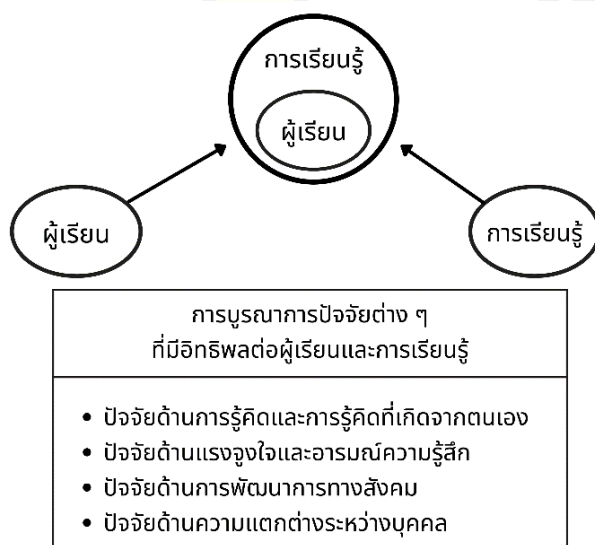 การเรียนรู้
ผู้เรียน
ผู้เรียน
การเรียนรู้
การบูรณาการปัจจัยต่าง ๆ
ที่มีอิทธิพลต่อผู้เรียนและการเรียนรู้
• ปัจจัยด้านการรู้คิดและการรู้คิดที่เกิดจากตนเอง
• ปัจจัยด้านแรงจูงใจและอารมณ์ความรู้สึก
• ปัจจัยด้านการพัฒนาการทางสังคม
• ปัจจัยด้านความแตกต่างระหว่างบุคคล